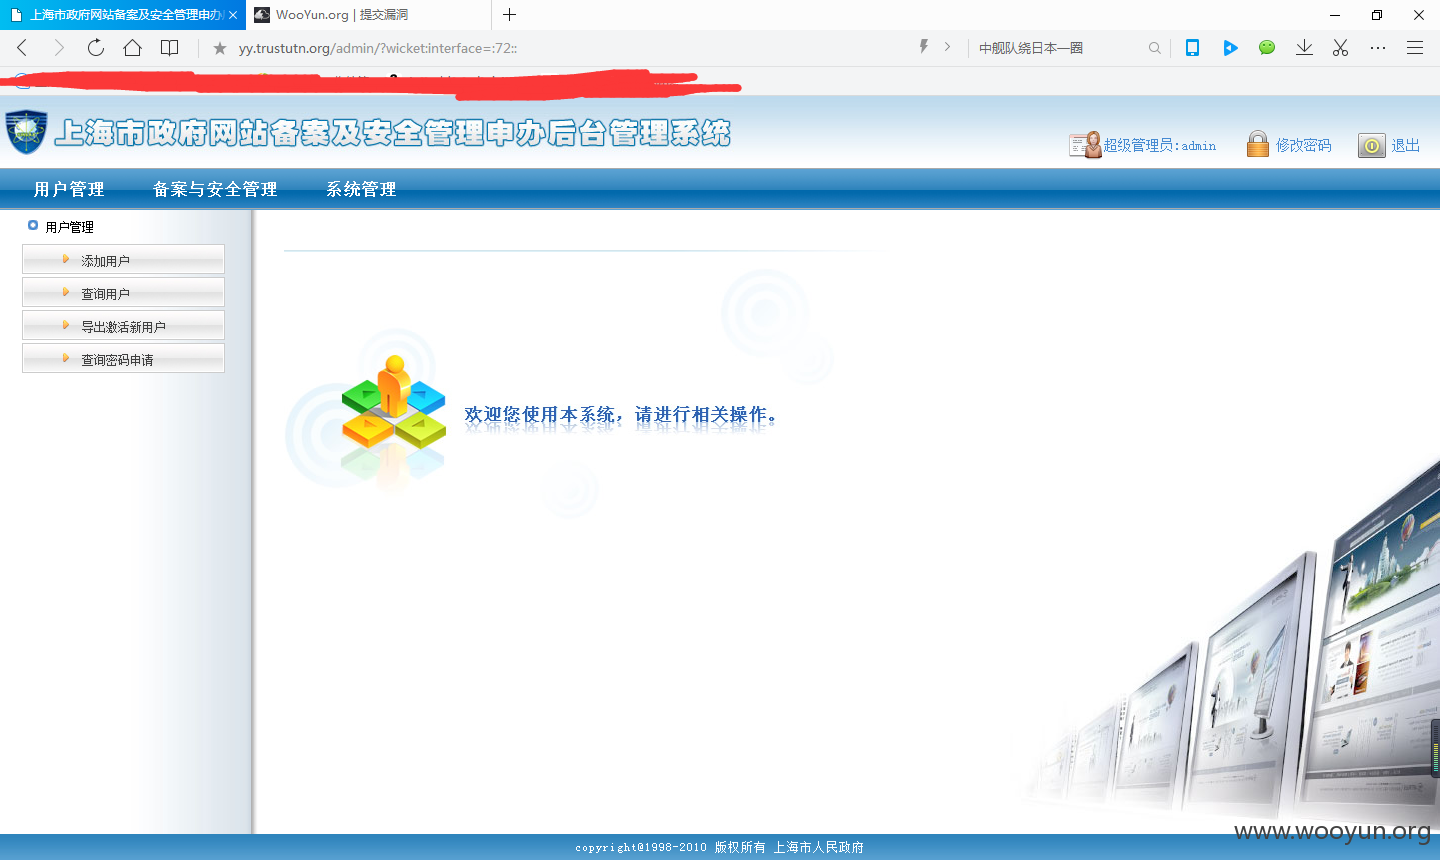 上海市政府网站备案及安全管理申办
WooYun.org | 提交漏洞
yy.trustutn.org/admin/?wicket:interface=:72::
中舰队绕日本一圈
上海市政府网站备案及安全管理申办后台管理系统
超级管理员:admin
修改密码
退出
用户管理
备案与安全管理
系统管理
用户管理
添加用户
查询用户
导出激活新用户
查询密码申请
欢迎您使用本系统，请进行相关操作。
www.wooyun.org
copyright@1998-2010 版权所有 上海市人民政府